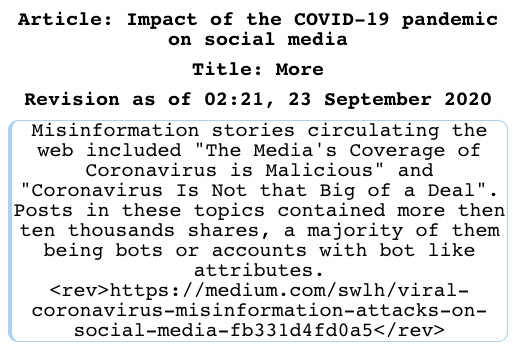 Article: Impact of the COVID-19 pandemic
on social media
Title: More
Revision as of 02:21, 23 September 2020
Misinformation stories circulating the
web included "The Media's Coverage of
Coronavirus is Malicious" and
"Coronavirus Is Not that Big of a Deal".
Posts in these topics contained more then
ten thousands shares, a majority of them
being bots or accounts with bot like
attributes.
<rev>https://medium.com/swlh/viral-
coronavirus-misinformation-attacks-on-
social-media-fb331d4fd0a5</rev>